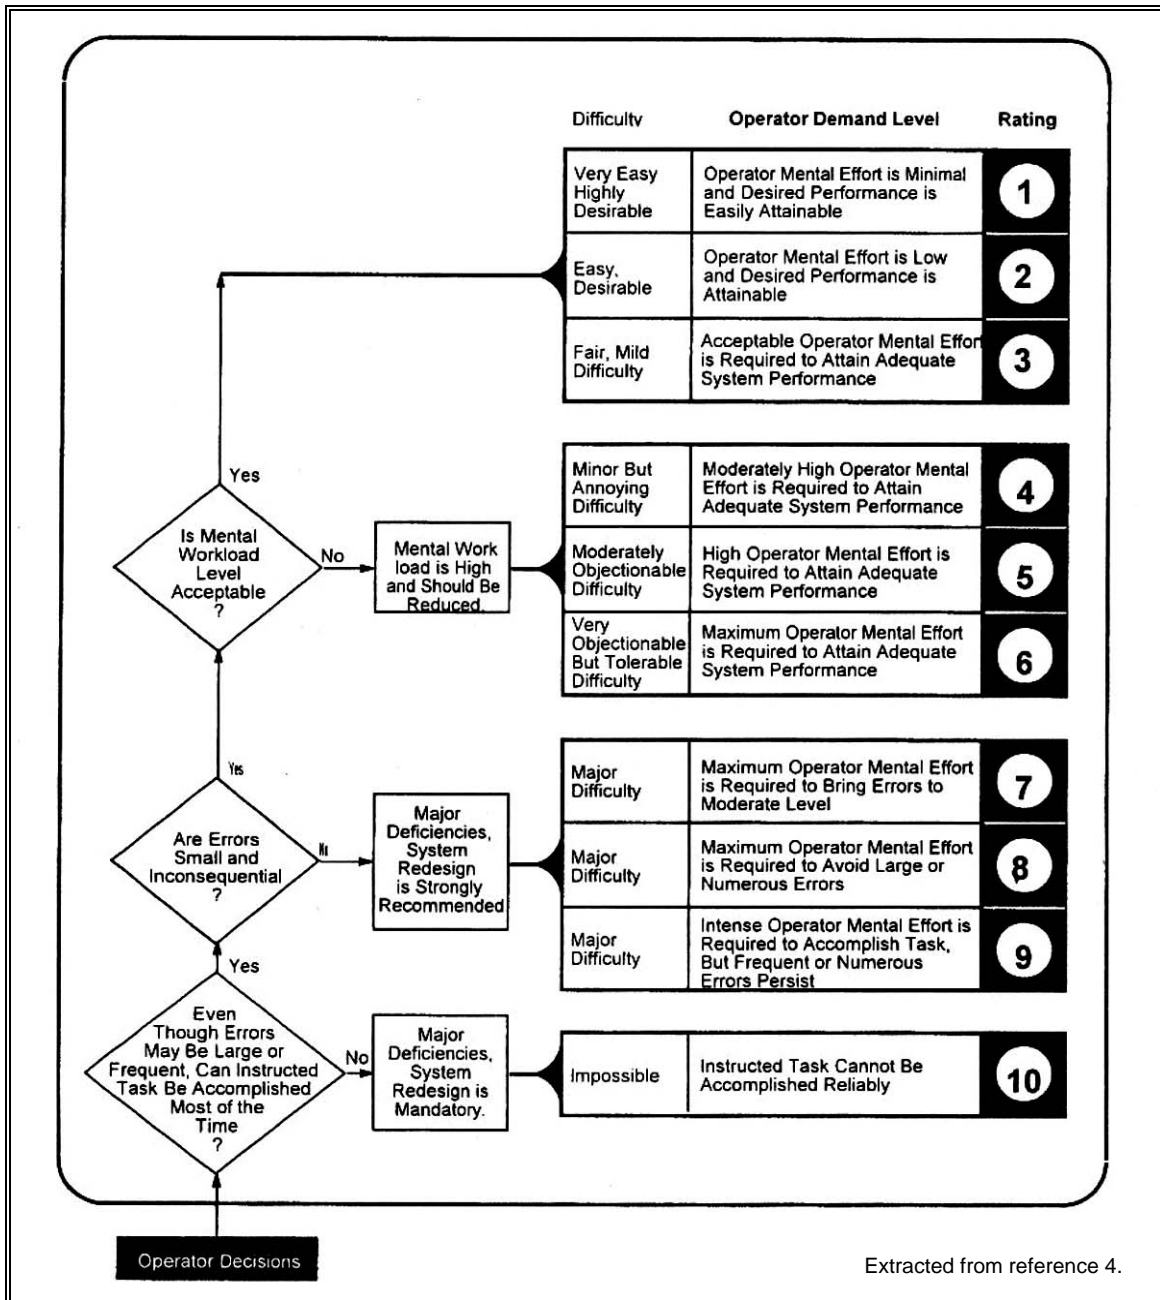 Difficulty Operator Demand Level Rating
Very Easy
Highly
Desirable
Operator Mental Effort is Minimal
and Desired Performance is
Easily Attainable
1
Easy,
Desirable
Operator Mental Effort is Low
and Desired Performance is
Attainable
2
Fair, Mild
Difficulty
Acceptable Operator Mental Effort
is Required to Attain Adequate
System Performance
3
Yes
Is Mental
Workload
Level
Acceptable
?
No
Mental Work
load is High
and Should Be
Reduced.
Minor But
Annoying
Difficulty
Moderately High Operator Mental
Effort is Required to Attain
Adequate System Performance
4
Moderately
Objectionable
Difficulty
High Operator Mental Effort is
Required to Attain Adequate
System Performance
5
Very
Objectionable
But Tolerable
Difficulty
Maximum Operator Mental Effort
is Required to Attain Adequate
System Performance
6
Yes
Are Errors
Small and
Inconsequential
?
No
Major
Deficiencies,
System
Redesign
is Strongly
Recommended
Major
Difficulty
Maximum Operator Mental Effort
is Required to Bring Errors to
Moderate Level
7
Major
Difficulty
Maximum Operator Mental Effort
is Required to Avoid Large or
Numerous Errors
8
Major
Difficulty
Intense Operator Mental Effort is
Required to Accomplish Task,
But Frequent or Numerous
Errors Persist
9
Yes
Even
Though Errors
May Be Large or
Frequent, Can Instructed
Task Be Accomplished
Most of the
Time
?
No
Major
Deficiencies,
System
Redesign is
Mandatory.
Impossible
Instructed Task Cannot Be
Accomplished Reliably
10
Operator Decisions
Extracted from reference 4.